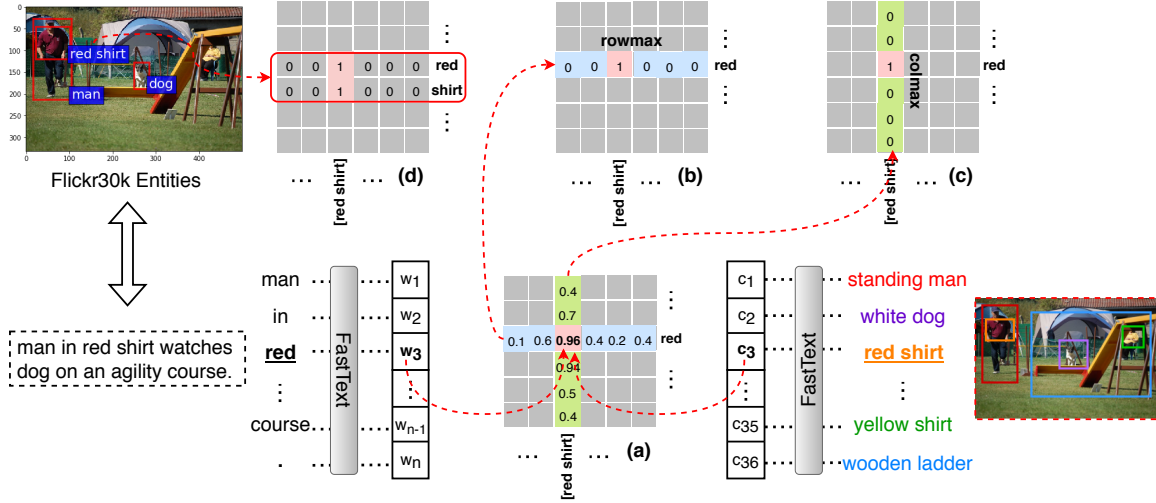 0
50
100
150
200
250
300
0
100
200
300
400
red shirt
dog
man
Flickr30k Entities
0 0 1 0 0 0 red
0 0 1 0 0 0 shirt
... [red shirt] ... (d)
rowmax
0 0 1 0 0 0 red
... [red shirt] ... (b)
0
0
1 red
0
0
0
colmax
[red shirt] ... (c)
man in red shirt watches
dog on an agility course.
man
in
red
course
.
FastText
w1
w2
w3
wn-1
wn
0.4
0.7
0.1 0.6 0.96 0.4 0.2 0.4 red
0.94
0.5
0.4
... [red shirt] ... (a)
c1
c2
c3
c35
c36
FastText
standing man
white dog
red shirt
yellow shirt
wooden ladder